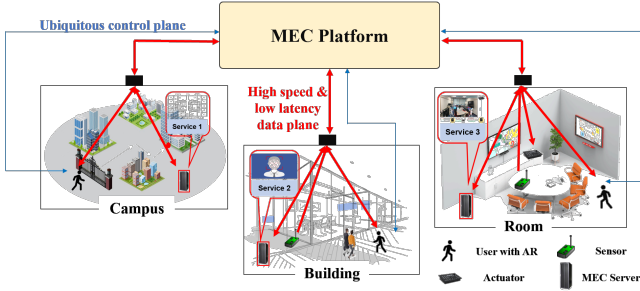 Ubiquitous control plane
MEC Platform
High speed &
low latency
data plane
Service 1
Service 2
Service 3
Campus
Building
Room
User with AR
Sensor
Actuator
MEC Server